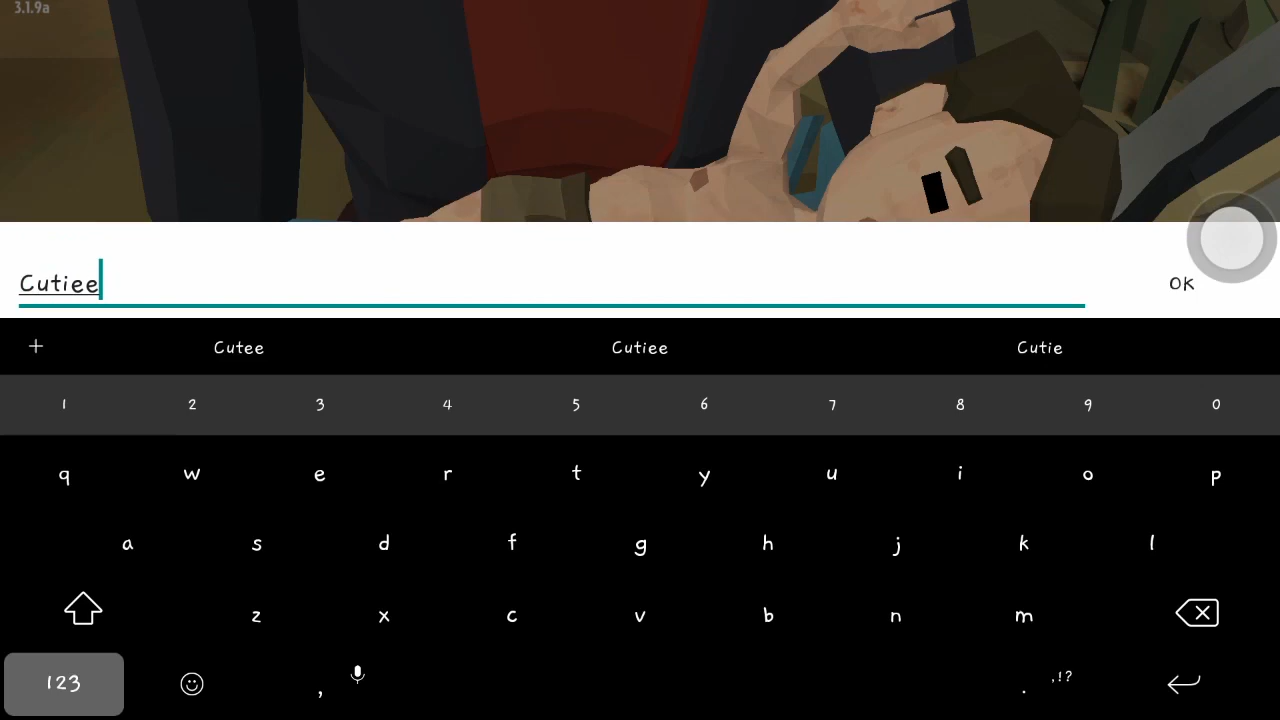 3.1.9a
Cutiee
OK
+ Cutee Cutiee Cutie
1 2 3 4 5 6 7 8 9 0
q w e r t y u i o p
a s d f g h j k l
z x c v b n m
123 , . ,!?